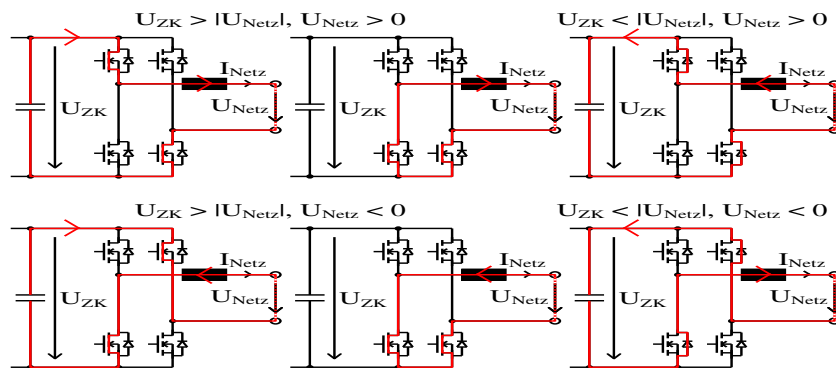 U_ZK > |U_Netz|, U_Netz > 0
U_ZK < |U_Netz|, U_Netz > 0
I_Netz
I_Netz
I_Netz
U_ZK
U_Netz
U_ZK
U_Netz
U_ZK
U_Netz
U_ZK > |U_Netz|, U_Netz < 0
U_ZK < |U_Netz|, U_Netz < 0
I_Netz
I_Netz
I_Netz
U_ZK
U_Netz
U_ZK
U_Netz
U_ZK
U_Netz